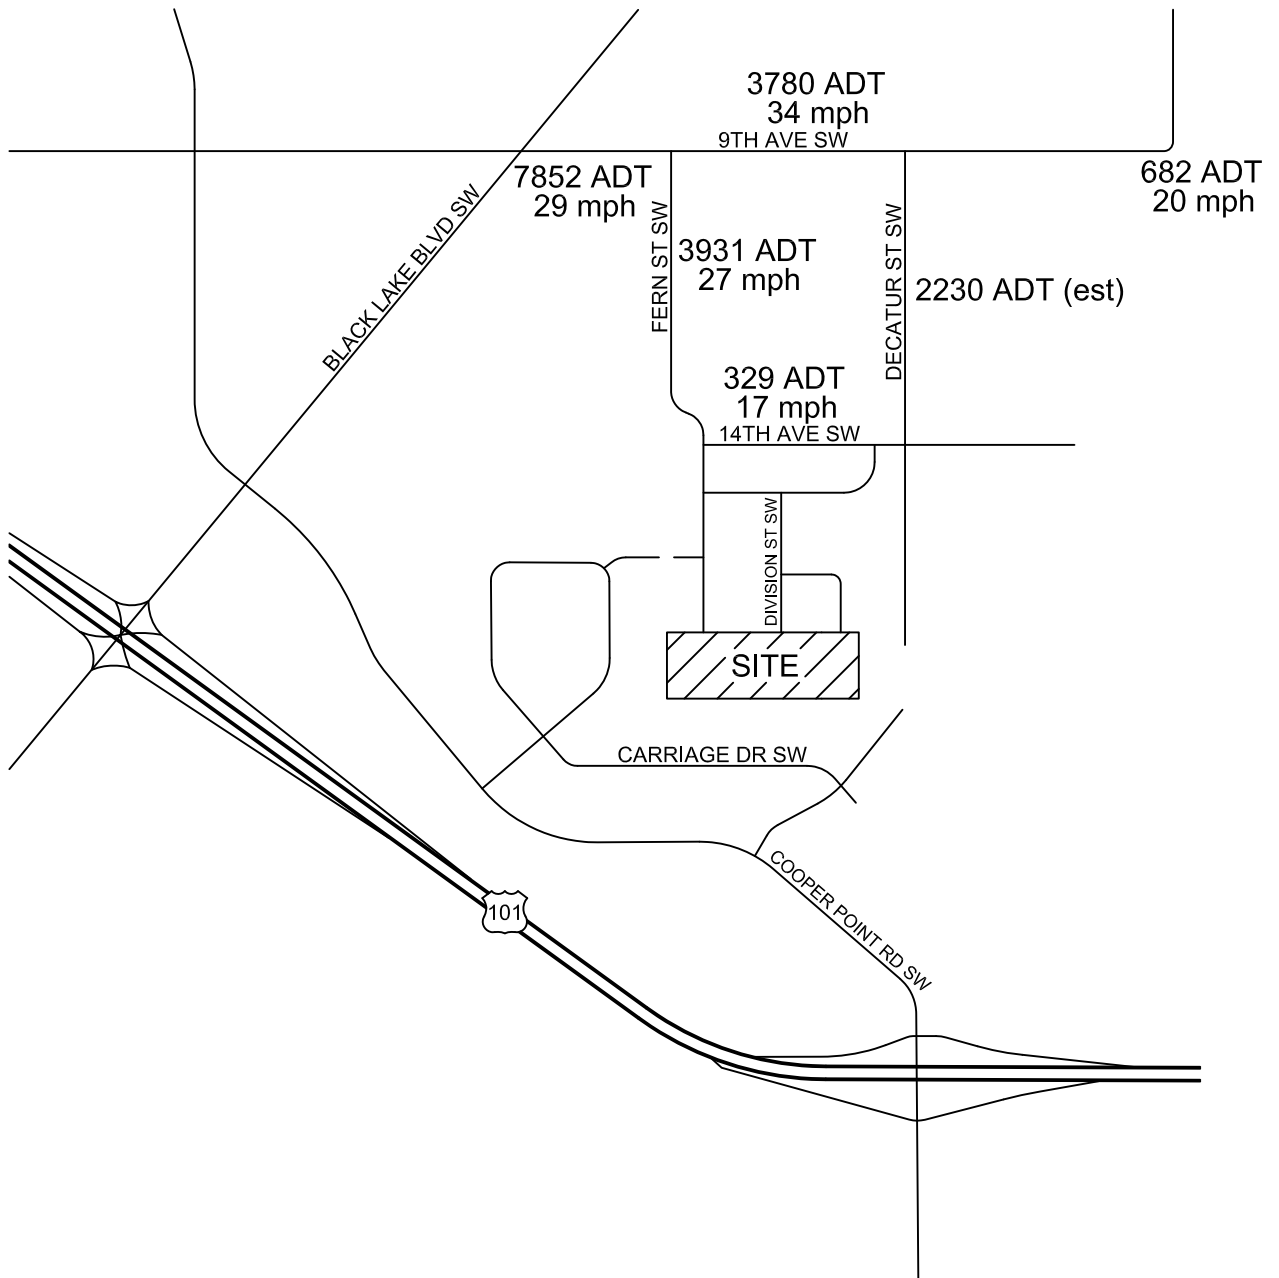 3780 ADT
34 mph
9TH AVE SW
7852 ADT
29 mph
682 ADT
20 mph
BLACK LAKE BLVD SW
FERN ST SW
3931 ADT
27 mph
DECATUR ST SW
2230 ADT (est)
329 ADT
17 mph
14TH AVE SW
DIVISION ST SW
SITE
CARRIAGE DR SW
COOPER POINT RD SW
101